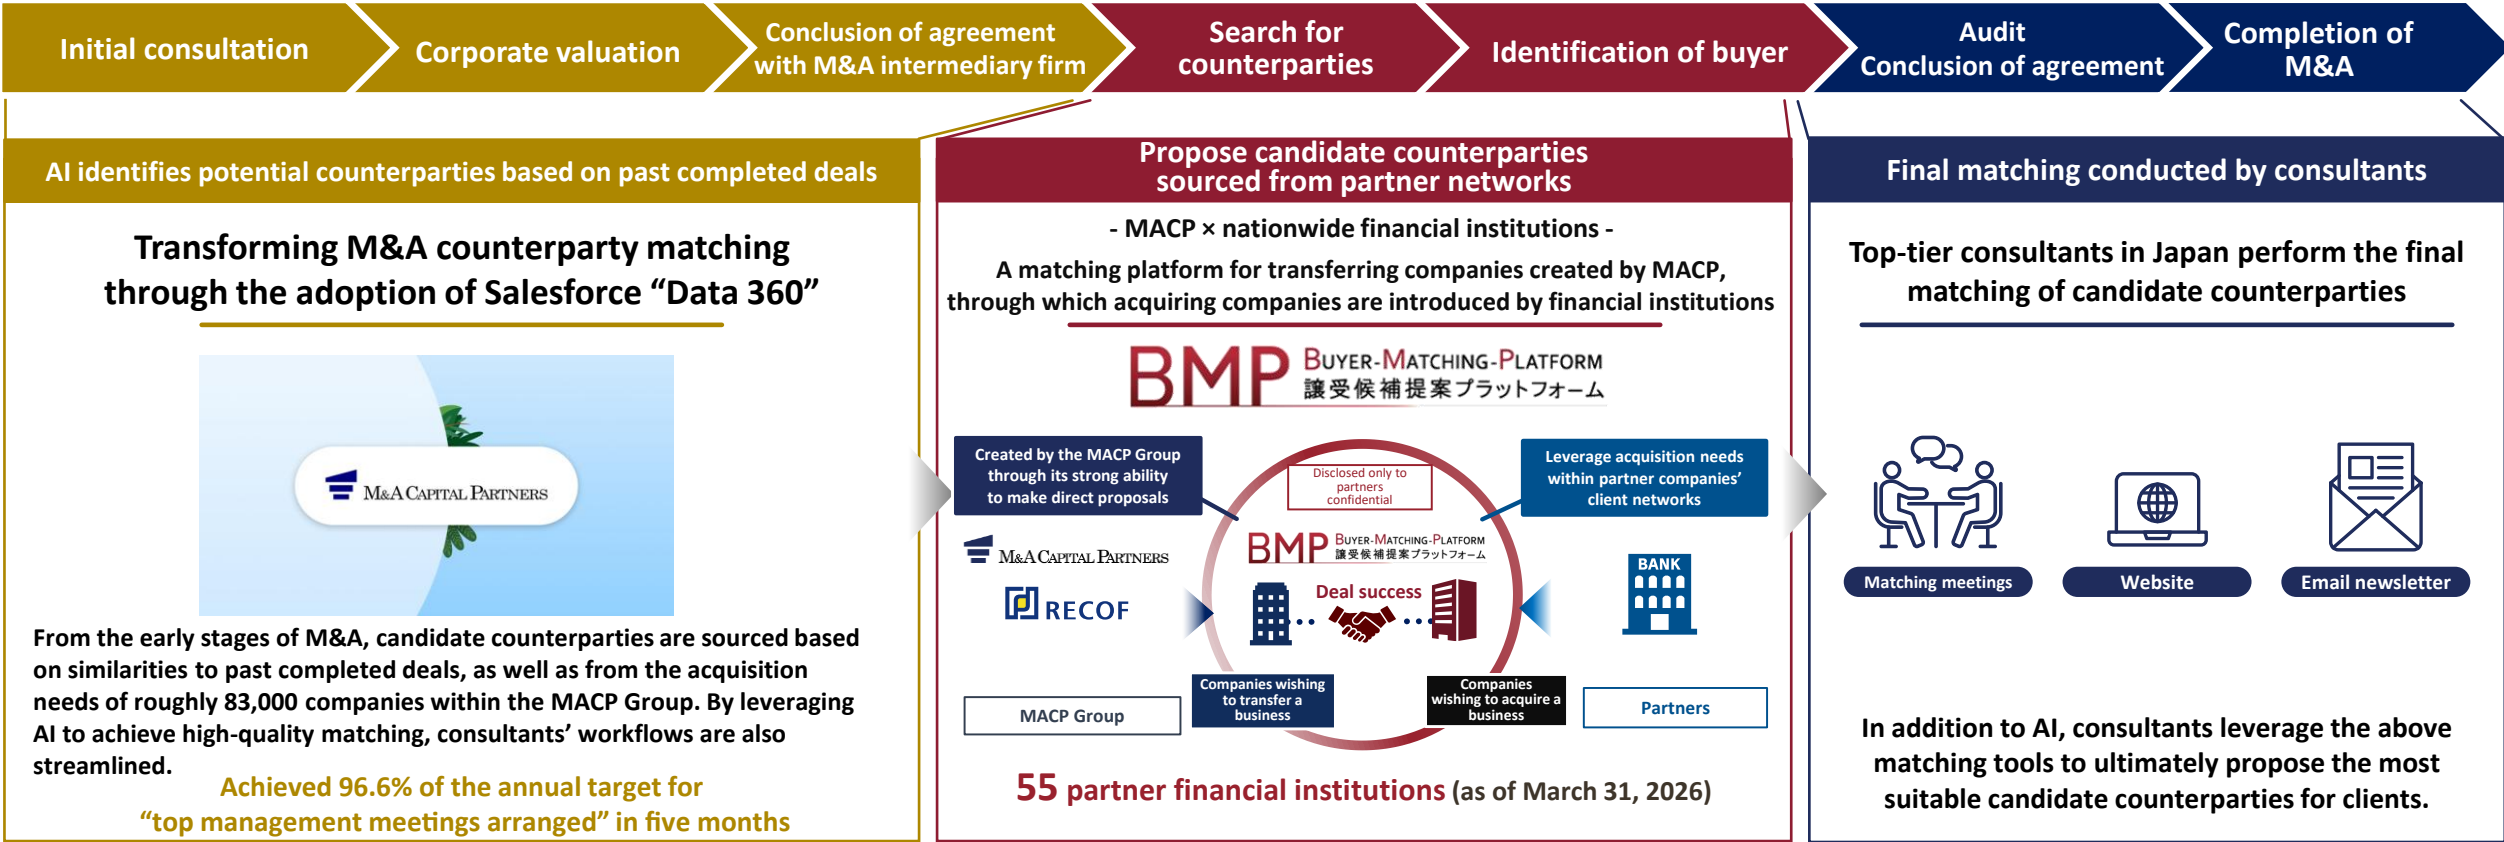 Initial consultation
Corporate valuation
Conclusion of agreement
with M&A intermediary firm
Search for
counterparties
Identification of buyer
Audit
Conclusion of agreement
Completion of
M&A
AI identifies potential counterparties based on past completed deals
Transforming M&A counterparty matching
through the adoption of Salesforce “Data 360”
M&A CAPITAL PARTNERS
From the early stages of M&A, candidate counterparties are sourced based
on similarities to past completed deals, as well as from the acquisition
needs of roughly 83,000 companies within the MACP Group. By leveraging
AI to achieve high-quality matching, consultants’ workflows are also
streamlined.
Achieved 96.6% of the annual target for
“top management meetings arranged” in five months
Propose candidate counterparties
sourced from partner networks
- MACP × nationwide financial institutions -
A matching platform for transferring companies created by MACP,
through which acquiring companies are introduced by financial institutions
BMP BUYER-MATCHING-PLATFORM
譲受候補提案プラットフォーム
Created by the MACP Group
through its strong ability
to make direct proposals
M&A CAPITAL PARTNERS
RECOF
MACP Group
Disclosed only to
partners
confidential
BMP BUYER-MATCHING-PLATFORM
譲受候補提案プラットフォーム
Deal success
Companies wishing
to transfer a
business
Companies
wishing to acquire a
business
Leverage acquisition needs
within partner companies’
client networks
BANK
Partners
55 partner financial institutions (as of March 31, 2026)
Final matching conducted by consultants
Top-tier consultants in Japan perform the final
matching of candidate counterparties
Matching meetings
Website
Email newsletter
In addition to AI, consultants leverage the above
matching tools to ultimately propose the most
suitable candidate counterparties for clients.